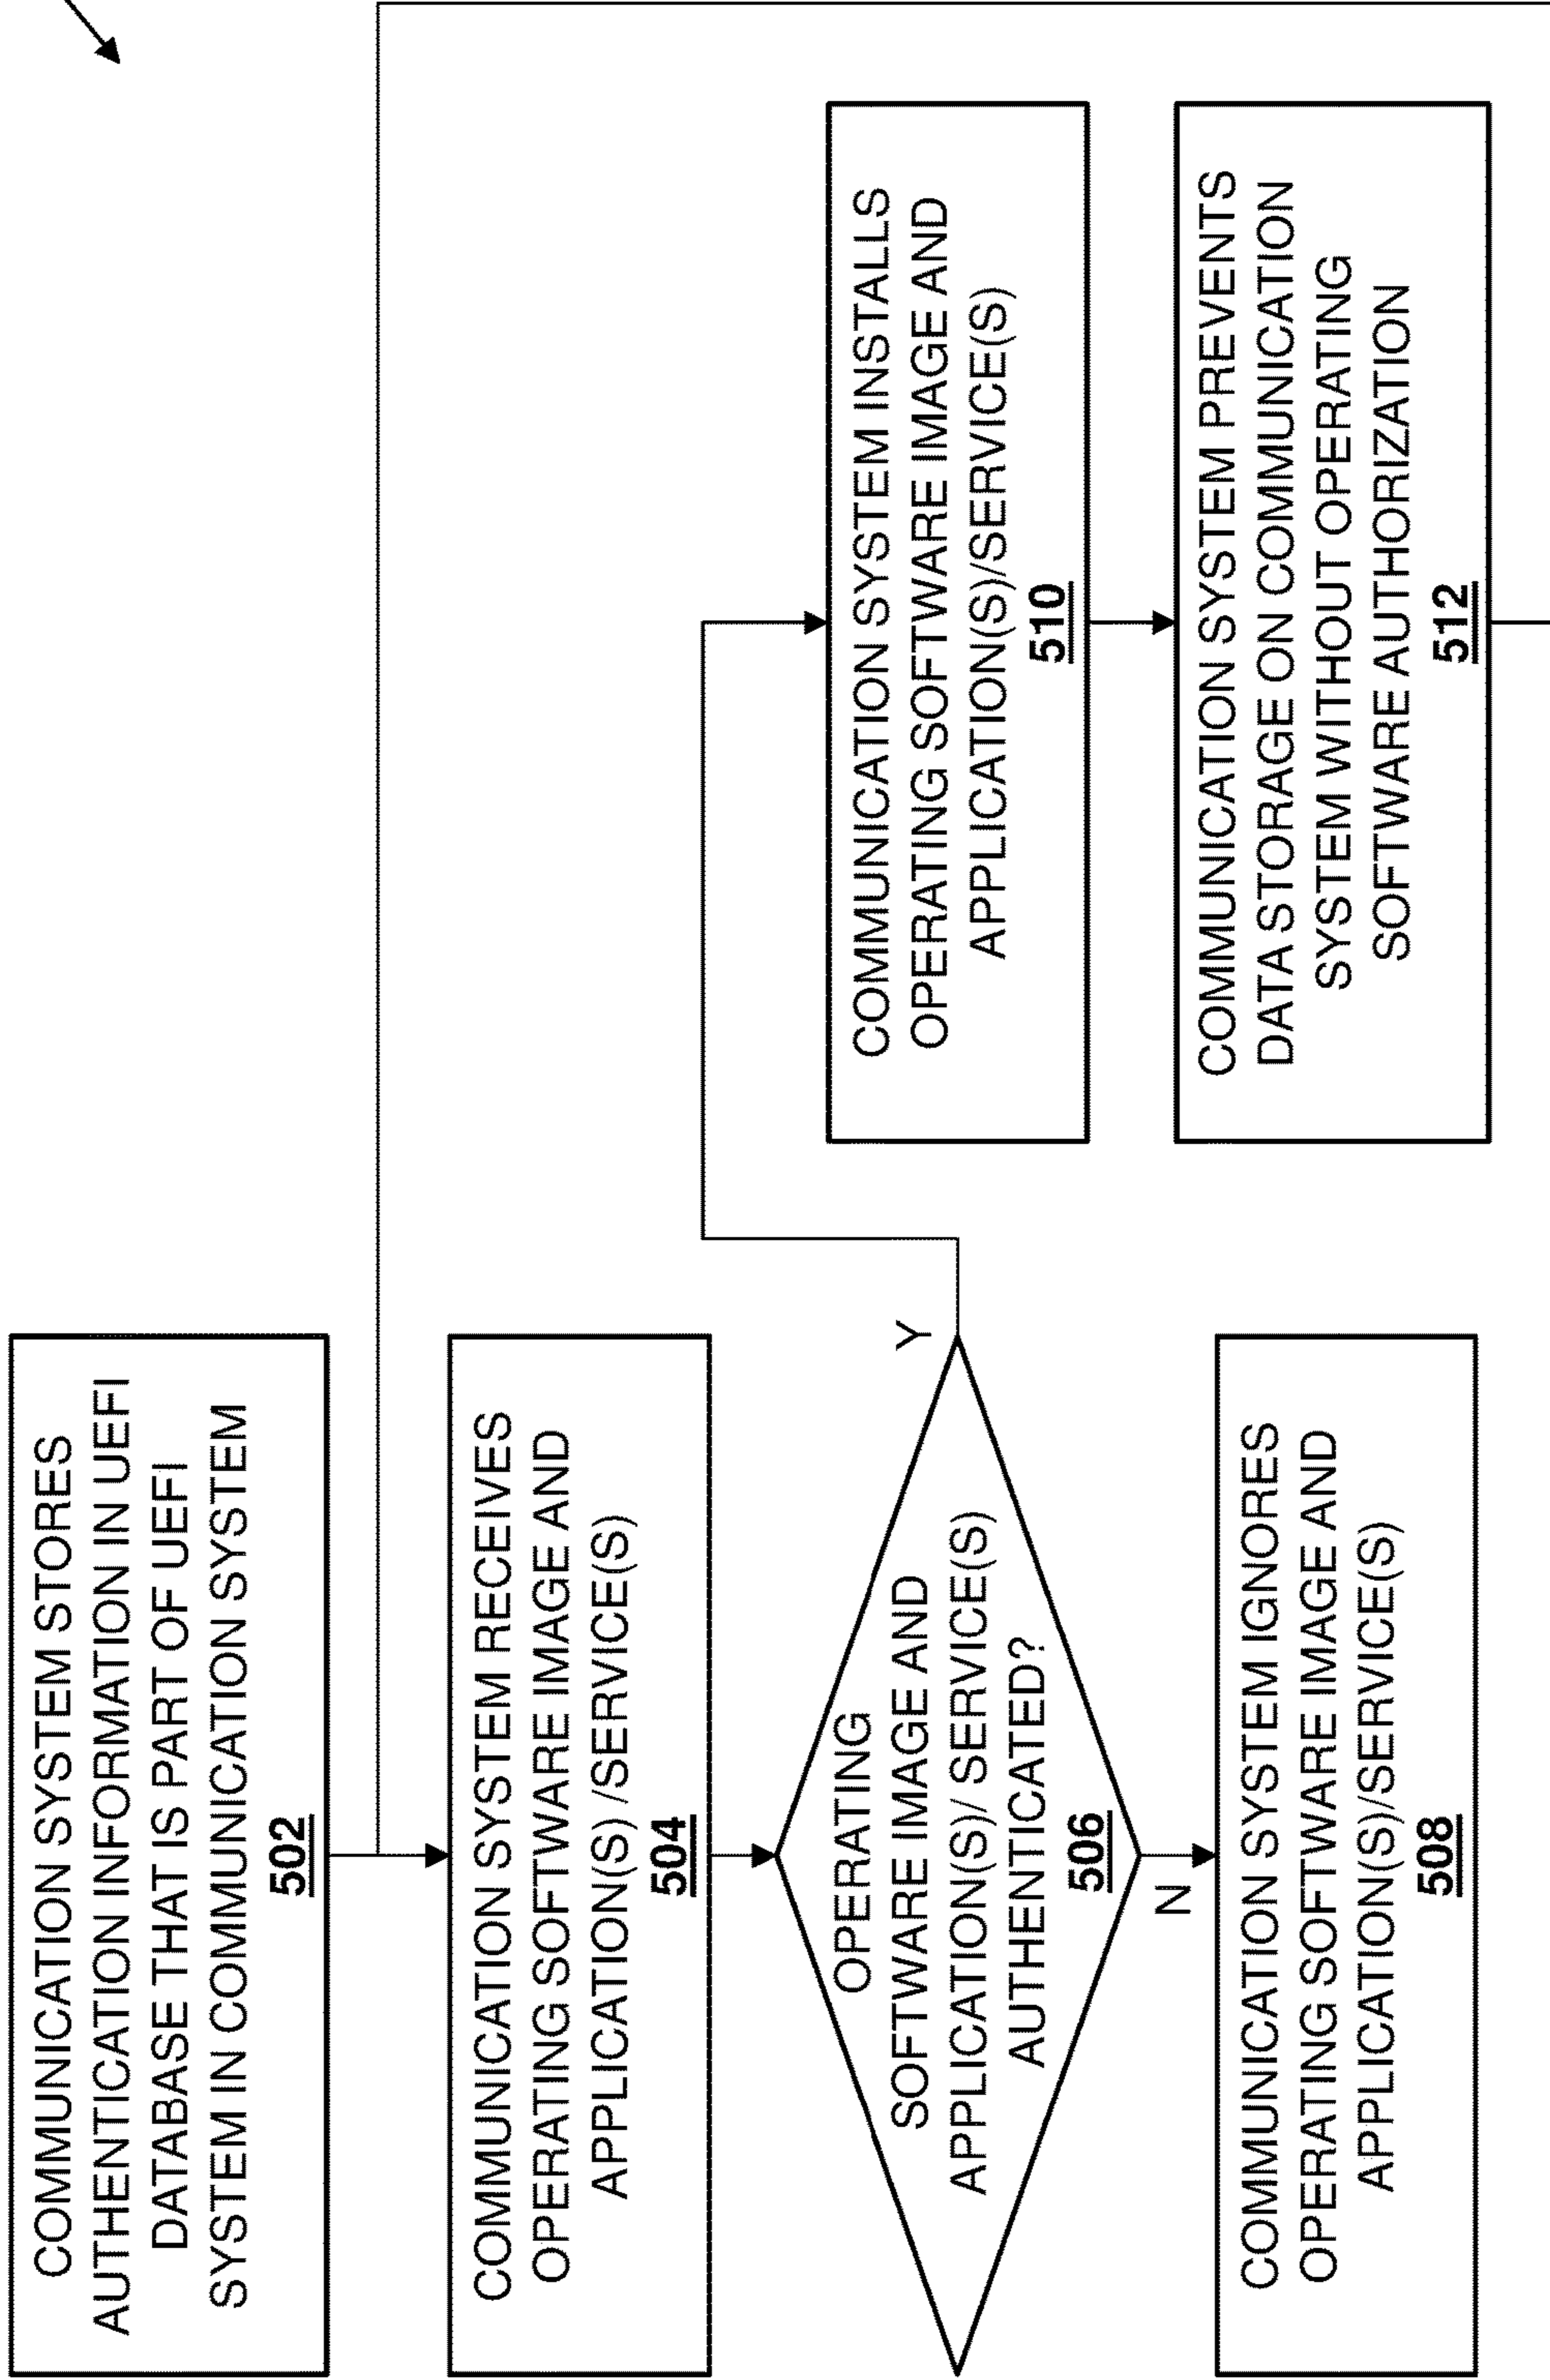 COMMUNICATION SYSTEM STORES
AUTHENTICATION INFORMATION IN UEFI
DATABASE THAT IS PART OF UEFI
SYSTEM IN COMMUNICATION SYSTEM
502
COMMUNICATION SYSTEM RECEIVES
OPERATING SOFTWARE IMAGE AND
APPLICATION(S) /SERVICE(S)
504
OPERATING
SOFTWARE IMAGE AND
APPLICATION(S)/ SERVICE(S)
AUTHENTICATED?
506
Y
N
COMMUNICATION SYSTEM IGNORES
OPERATING SOFTWARE IMAGE AND
APPLICATION(S)/SERVICE(S)
508
COMMUNICATION SYSTEM INSTALLS
OPERATING SOFTWARE IMAGE AND
APPLICATION(S)/SERVICE(S)
510
COMMUNICATION SYSTEM PREVENTS
DATA STORAGE ON COMMUNICATION
SYSTEM WITHOUT OPERATING
SOFTWARE AUTHORIZATION
512